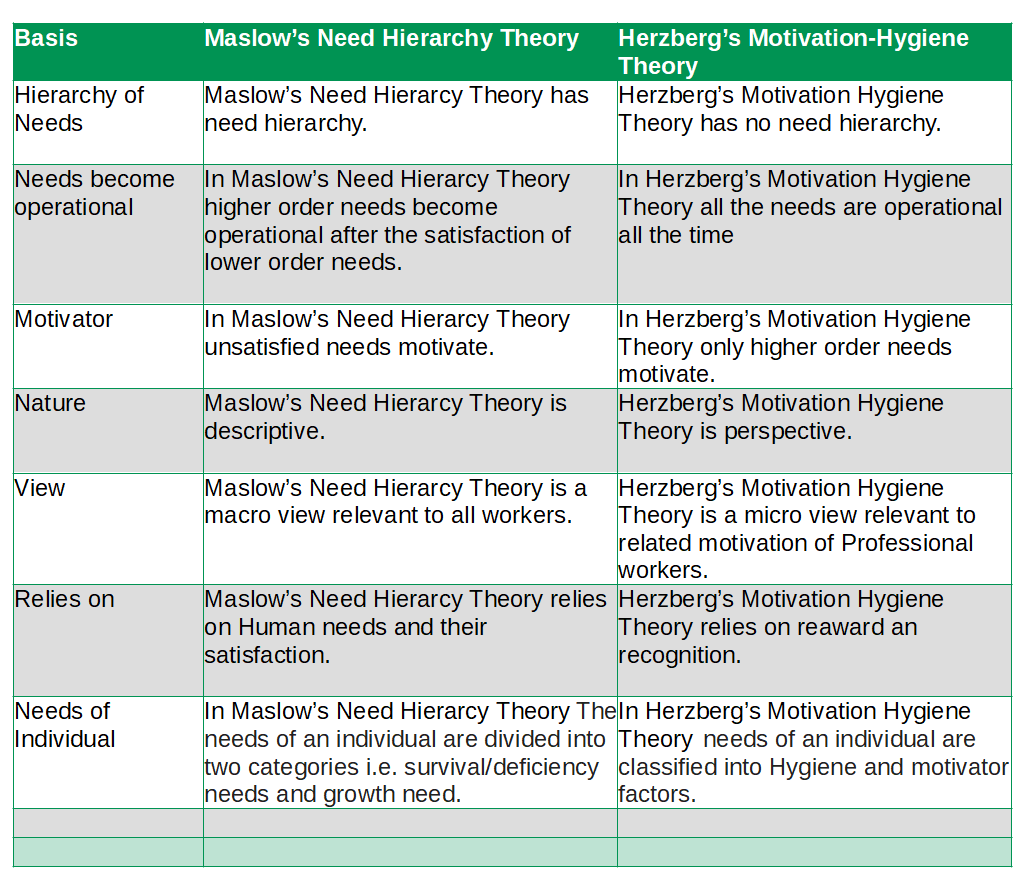 Basis
Maslow’s Need Hierarchy Theory
Herzberg’s Motivation-Hygiene
Theory
Hierarchy of
Needs
Maslow’s Need Hierarcy Theory has
need hierarchy.
Herzberg’s Motivation Hygiene
Theory has no need hierarchy.
Needs become
operational
In Maslow’s Need Hierarcy Theory
higher order needs become
operational after the satisfaction of
lower order needs.
In Herzberg’s Motivation Hygiene
Theory all the needs are operational
all the time
Motivator
In Maslow’s Need Hierarcy Theory
unsatisfied needs motivate.
In Herzberg’s Motivation Hygiene
Theory only higher order needs
motivate.
Nature
Maslow’s Need Hierarcy Theory is
descriptive.
Herzberg’s Motivation Hygiene
Theory is perspective.
View
Maslow’s Need Hierarcy Theory is a
macro view relevant to all workers.
Herzberg’s Motivation Hygiene
Theory is a micro view relevant to
related motivation of Professional
workers.
Relies on
Maslow’s Need Hierarcy Theory relies
on Human needs and their
satisfaction.
Herzberg’s Motivation Hygiene
Theory relies on reaward an
recognition.
Needs of
Individual
In Maslow’s Need Hierarcy Theory The
needs of an individual are divided into
two categories i.e. survival/deficiency
needs and growth need.
In Herzberg’s Motivation Hygiene
Theory needs of an individual are
classified into Hygiene and motivator
factors.